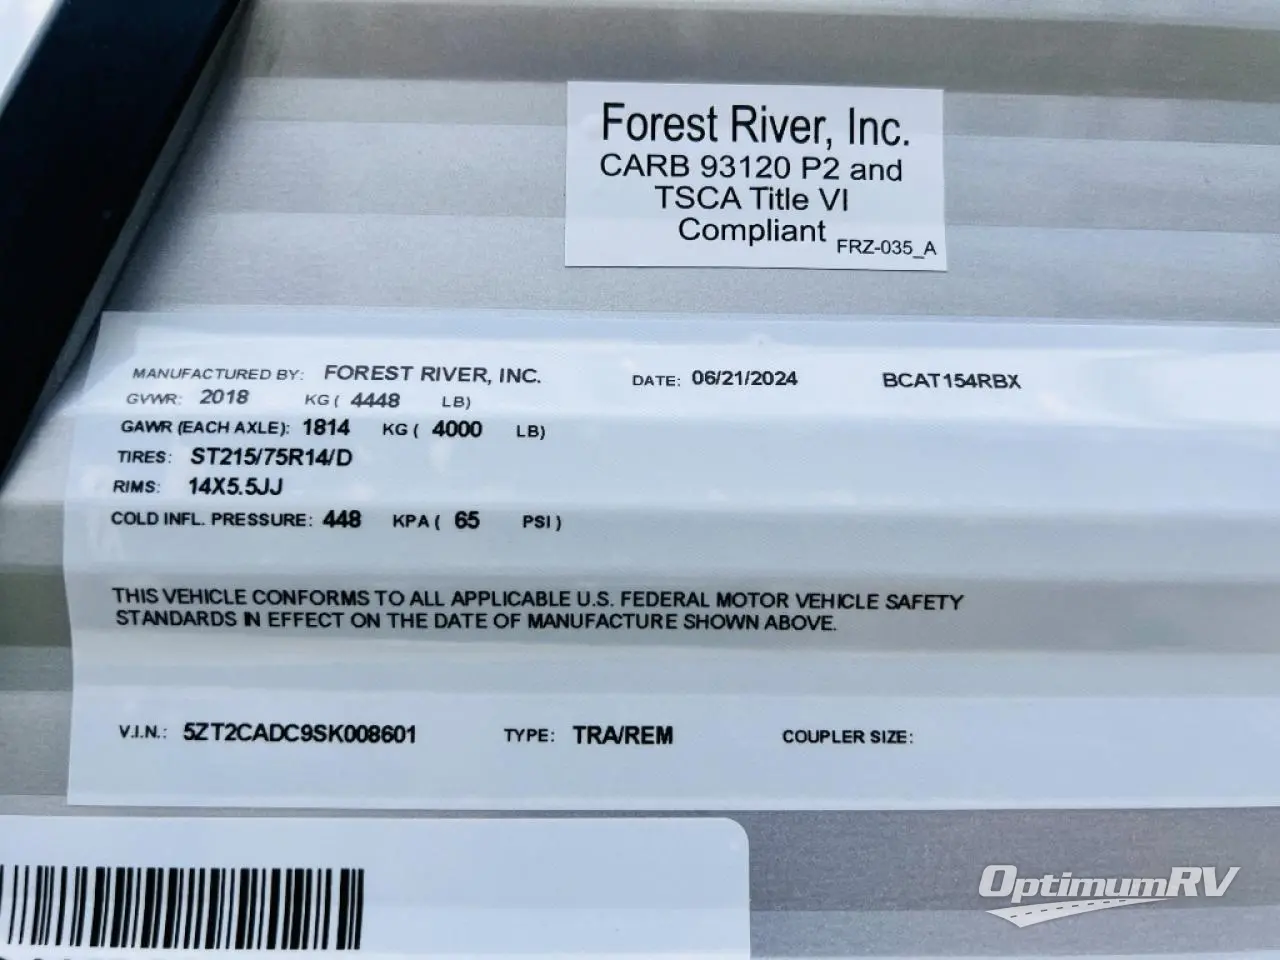 Forest River, Inc.
CARB 93120 P2 and
TSCA Title VI
Compliant FRZ-035_A
MANUFACTURED BY: FOREST RIVER, INC. DATE: 06/21/2024 BCAT154RBX
GVWR: 2018 KG ( 4448 LB)
GAWR (EACH AXLE): 1814 KG ( 4000 LB)
TIRES: ST215/75R14/D
RIMS: 14X5.5JJ
COLD INFL. PRESSURE: 448 KPA ( 65 PSI )
THIS VEHICLE CONFORMS TO ALL APPLICABLE U.S. FEDERAL MOTOR VEHICLE SAFETY
STANDARDS IN EFFECT ON THE DATE OF MANUFACTURE SHOWN ABOVE.
V.I.N.: 5ZT2CADC9SK008601 TYPE: TRA/REM COUPLER SIZE:
OptimumRV